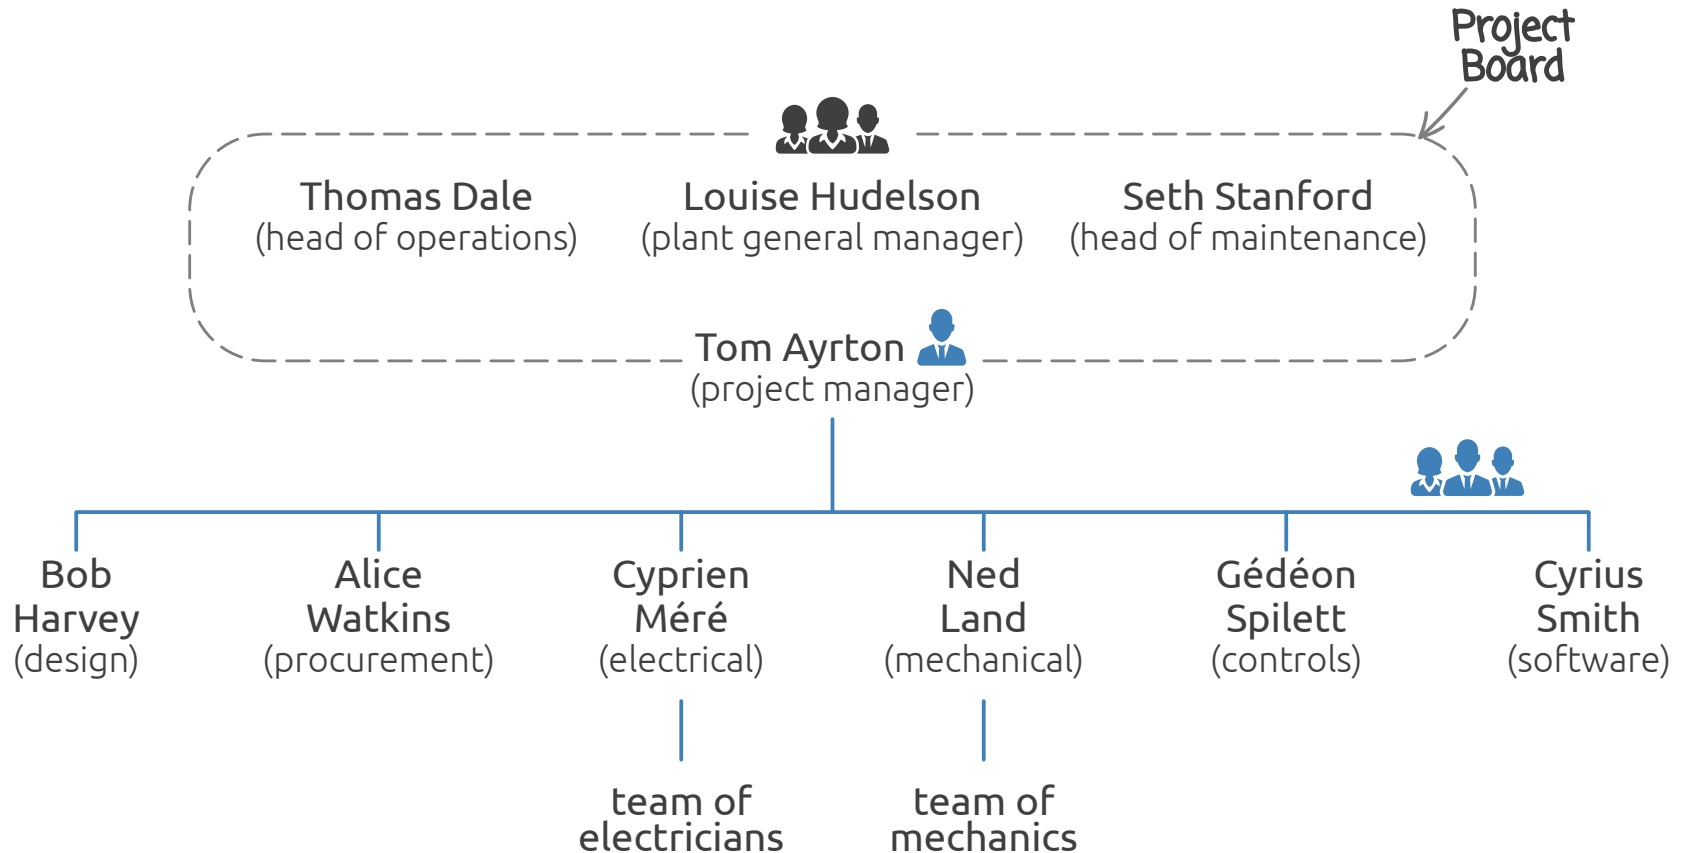 Project
Board
Thomas Dale
(head of operations)
Louise Hudelson
(plant general manager)
Seth Stanford
(head of maintenance)
Tom Ayrton
(project manager)
Bob
Harvey
(design)
Alice
Watkins
(procurement)
Cyprien
Méré
(electrical)
Ned
Land
(mechanical)
Gédéon
Spilett
(controls)
Cyrius
Smith
(software)
team of
electricians
team of
mechanics